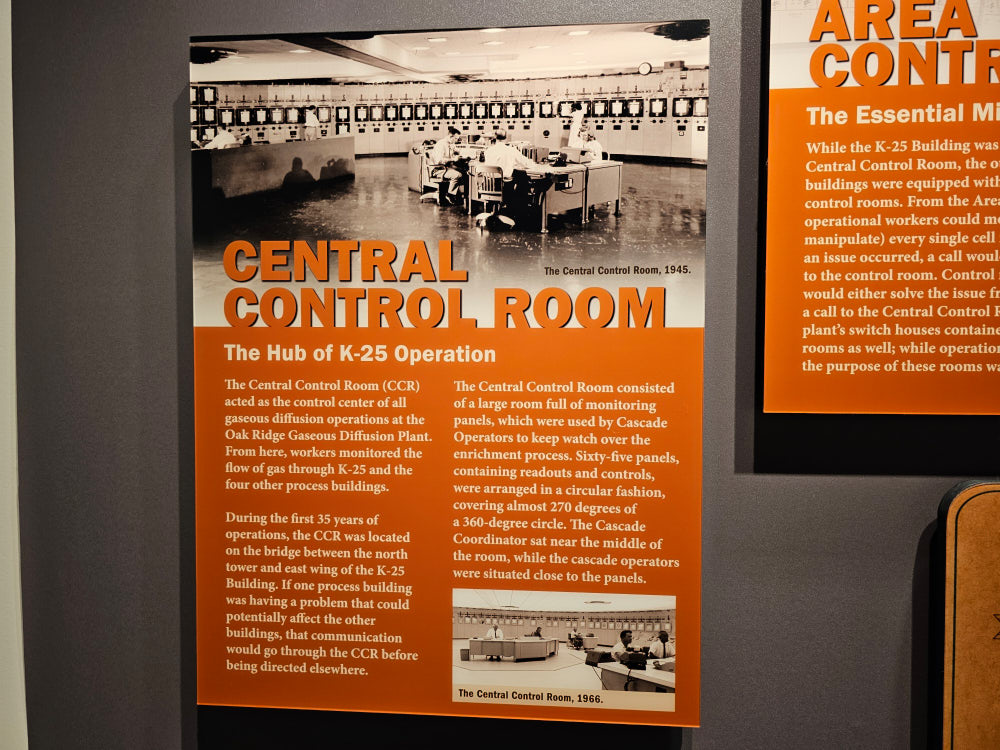 The Central Control Room, 1945.
CENTRAL
CONTROL ROOM
The Hub of K-25 Operation
The Central Control Room (CCR)
acted as the control center of all
gaseous diffusion operations at the
Oak Ridge Gaseous Diffusion Plant.
From here, workers monitored the
flow of gas through K-25 and the
four other process buildings.
During the first 35 years of
operations, the CCR was located
on the bridge between the north
tower and east wing of the K-25
Building. If one process building
was having a problem that could
potentially affect the other
buildings, that communication
would go through the CCR before
being directed elsewhere.
The Central Control Room consisted
of a large room full of monitoring
panels, which were used by Cascade
Operators to keep watch over the
enrichment process. Sixty-five panels,
containing readouts and controls,
were arranged in a circular fashion,
covering almost 270 degrees of
a 360-degree circle. The Cascade
Coordinator sat near the middle of
the room, while the cascade operators
were situated close to the panels.
The Central Control Room, 1966.
AREA
CONTR
The Essential Mi
While the K-25 Building was
Central Control Room, the o
buildings were equipped with
control rooms. From the Area
operational workers could mo
manipulate) every single cell
an issue occurred, a call woul
to the control room. Control
would either solve the issue fr
a call to the Central Control R
plant's switch houses containe
rooms as well; while operation
the purpose of these rooms wa